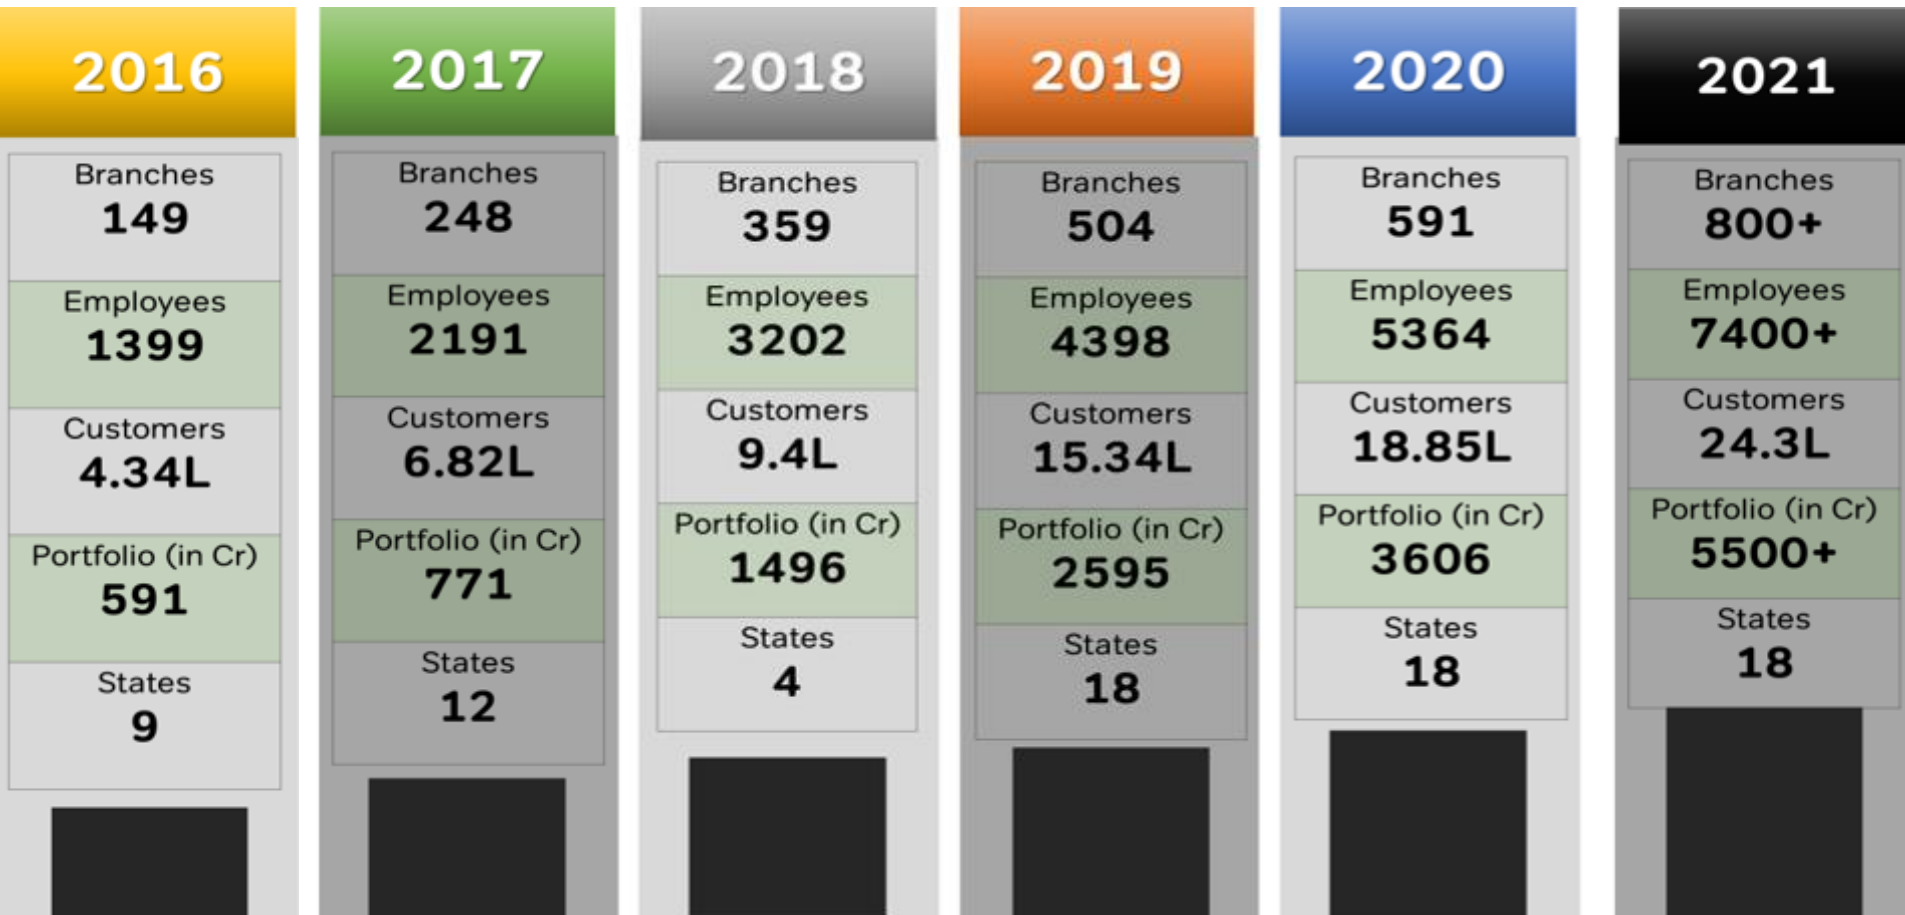 2016
Branches
149
Employees
1399
Customers
4.34L
Portfolio (in Cr)
591
States
9
2017
Branches
248
Employees
2191
Customers
6.82L
Portfolio (in Cr)
771
States
12
2018
Branches
359
Employees
3202
Customers
9.4L
Portfolio (in Cr)
1496
States
4
2019
Branches
504
Employees
4398
Customers
15.34L
Portfolio (in Cr)
2595
States
18
2020
Branches
591
Employees
5364
Customers
18.85L
Portfolio (in Cr)
3606
States
18
2021
Branches
800+
Employees
7400+
Customers
24.3L
Portfolio (in Cr)
5500+
States
18